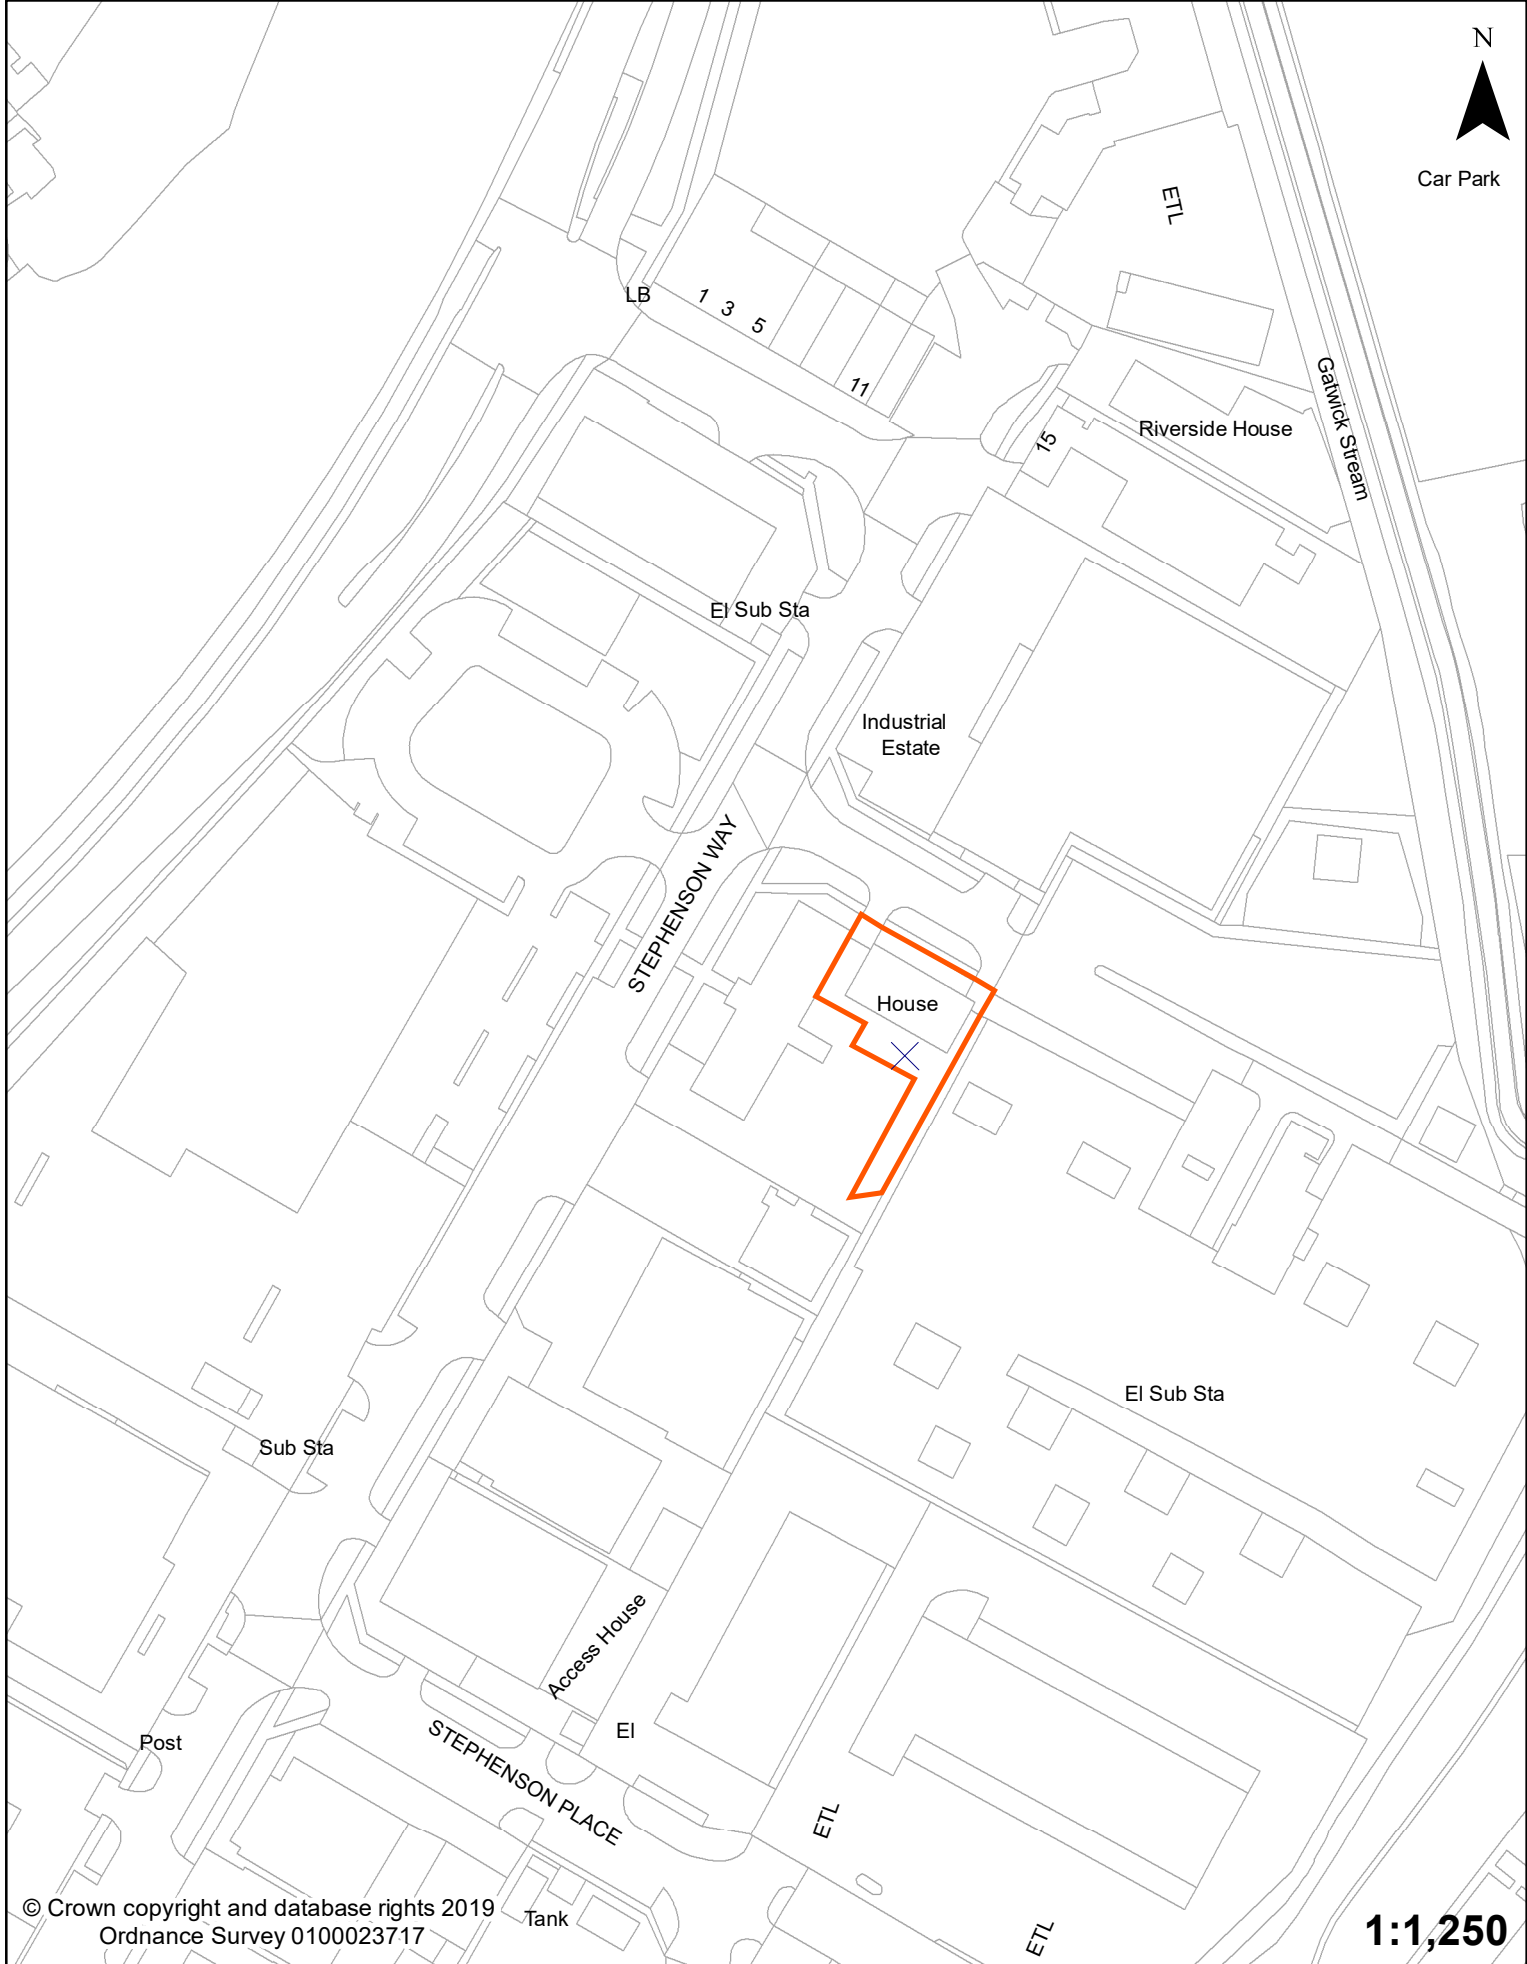 N
Car Park
ETL
LB
1
3
5
11
15
Riverside House
Gatwick Stream
El Sub Sta
Industrial
Estate
STEPHENSON WAY
House
El Sub Sta
Sub Sta
Access House
El
Post
STEPHENSON PLACE
ETL
Tank
ETL
© Crown copyright and database rights 2019
Ordnance Survey 0100023717
1:1,250